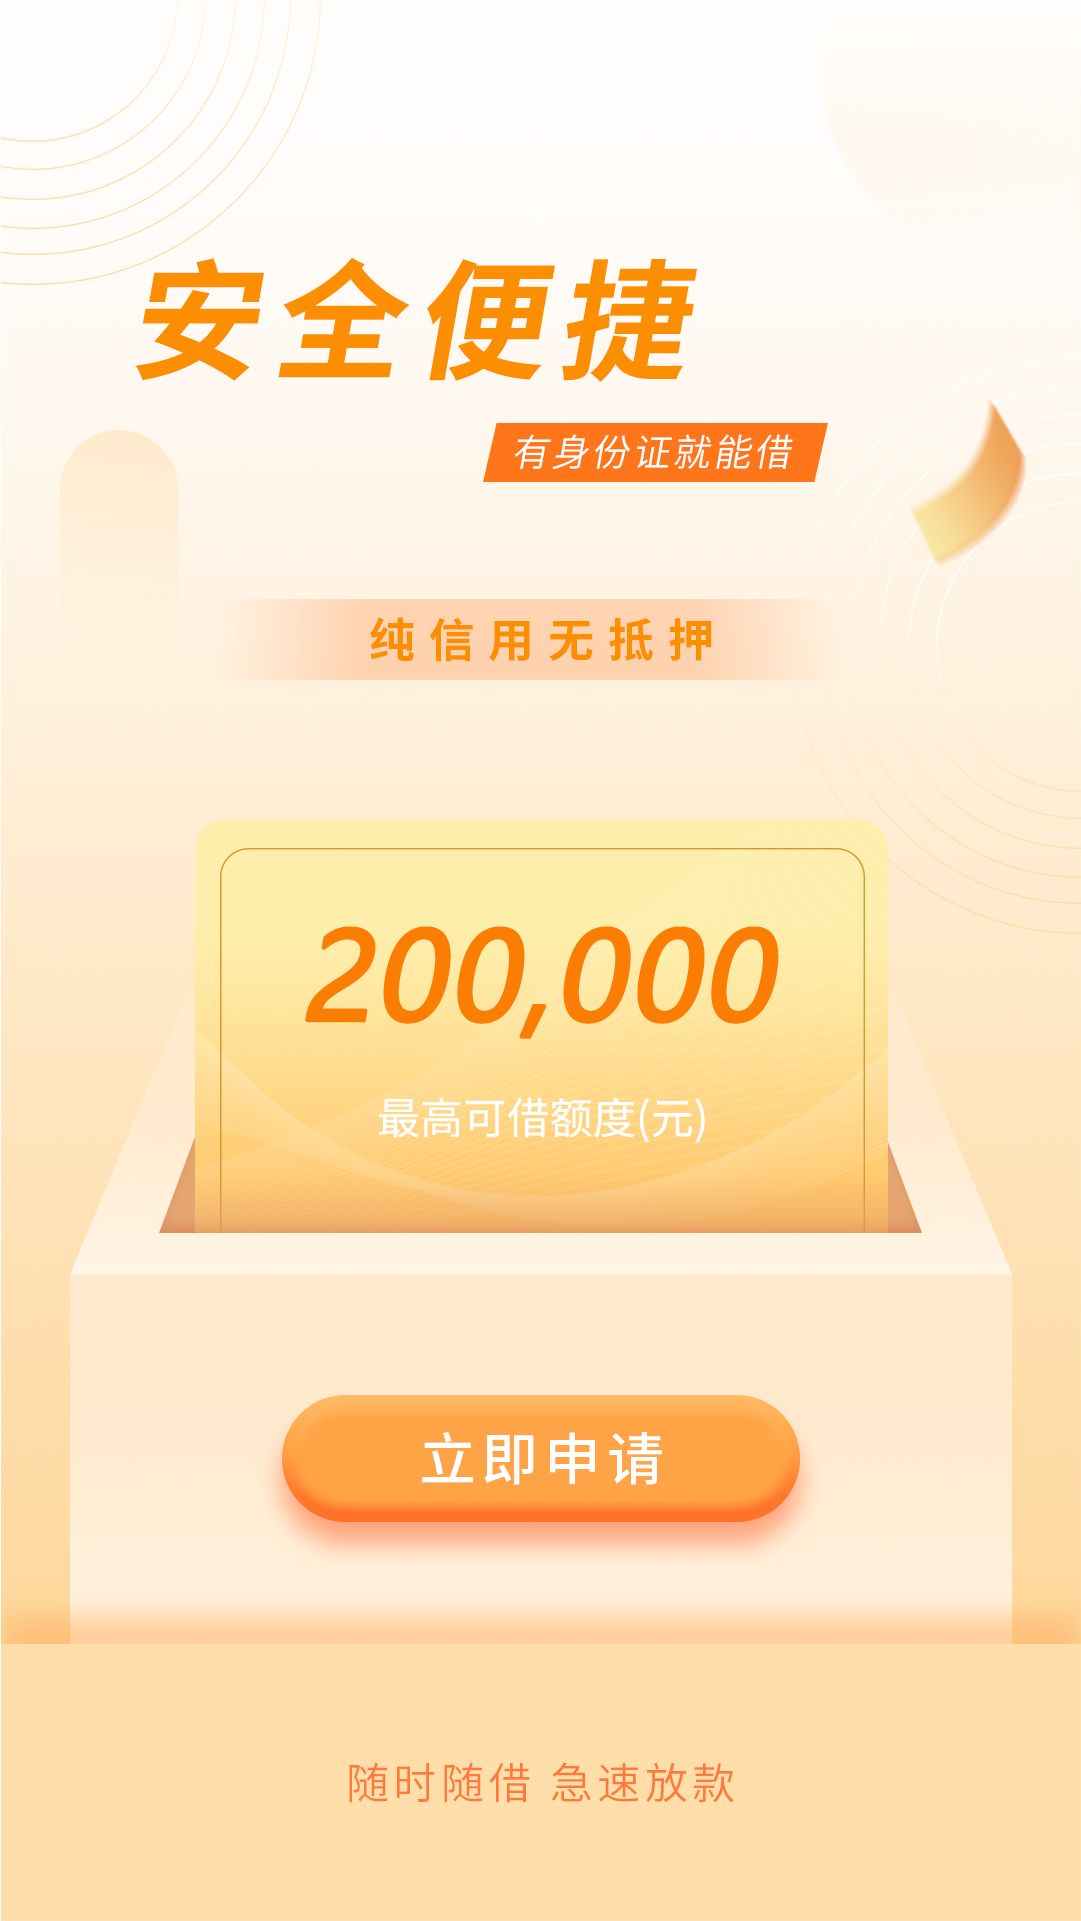 安全便捷
有身份证就能借
纯信用无抵押
200,000
最高可借额度(元)
立即申请
随时随借 急速放款